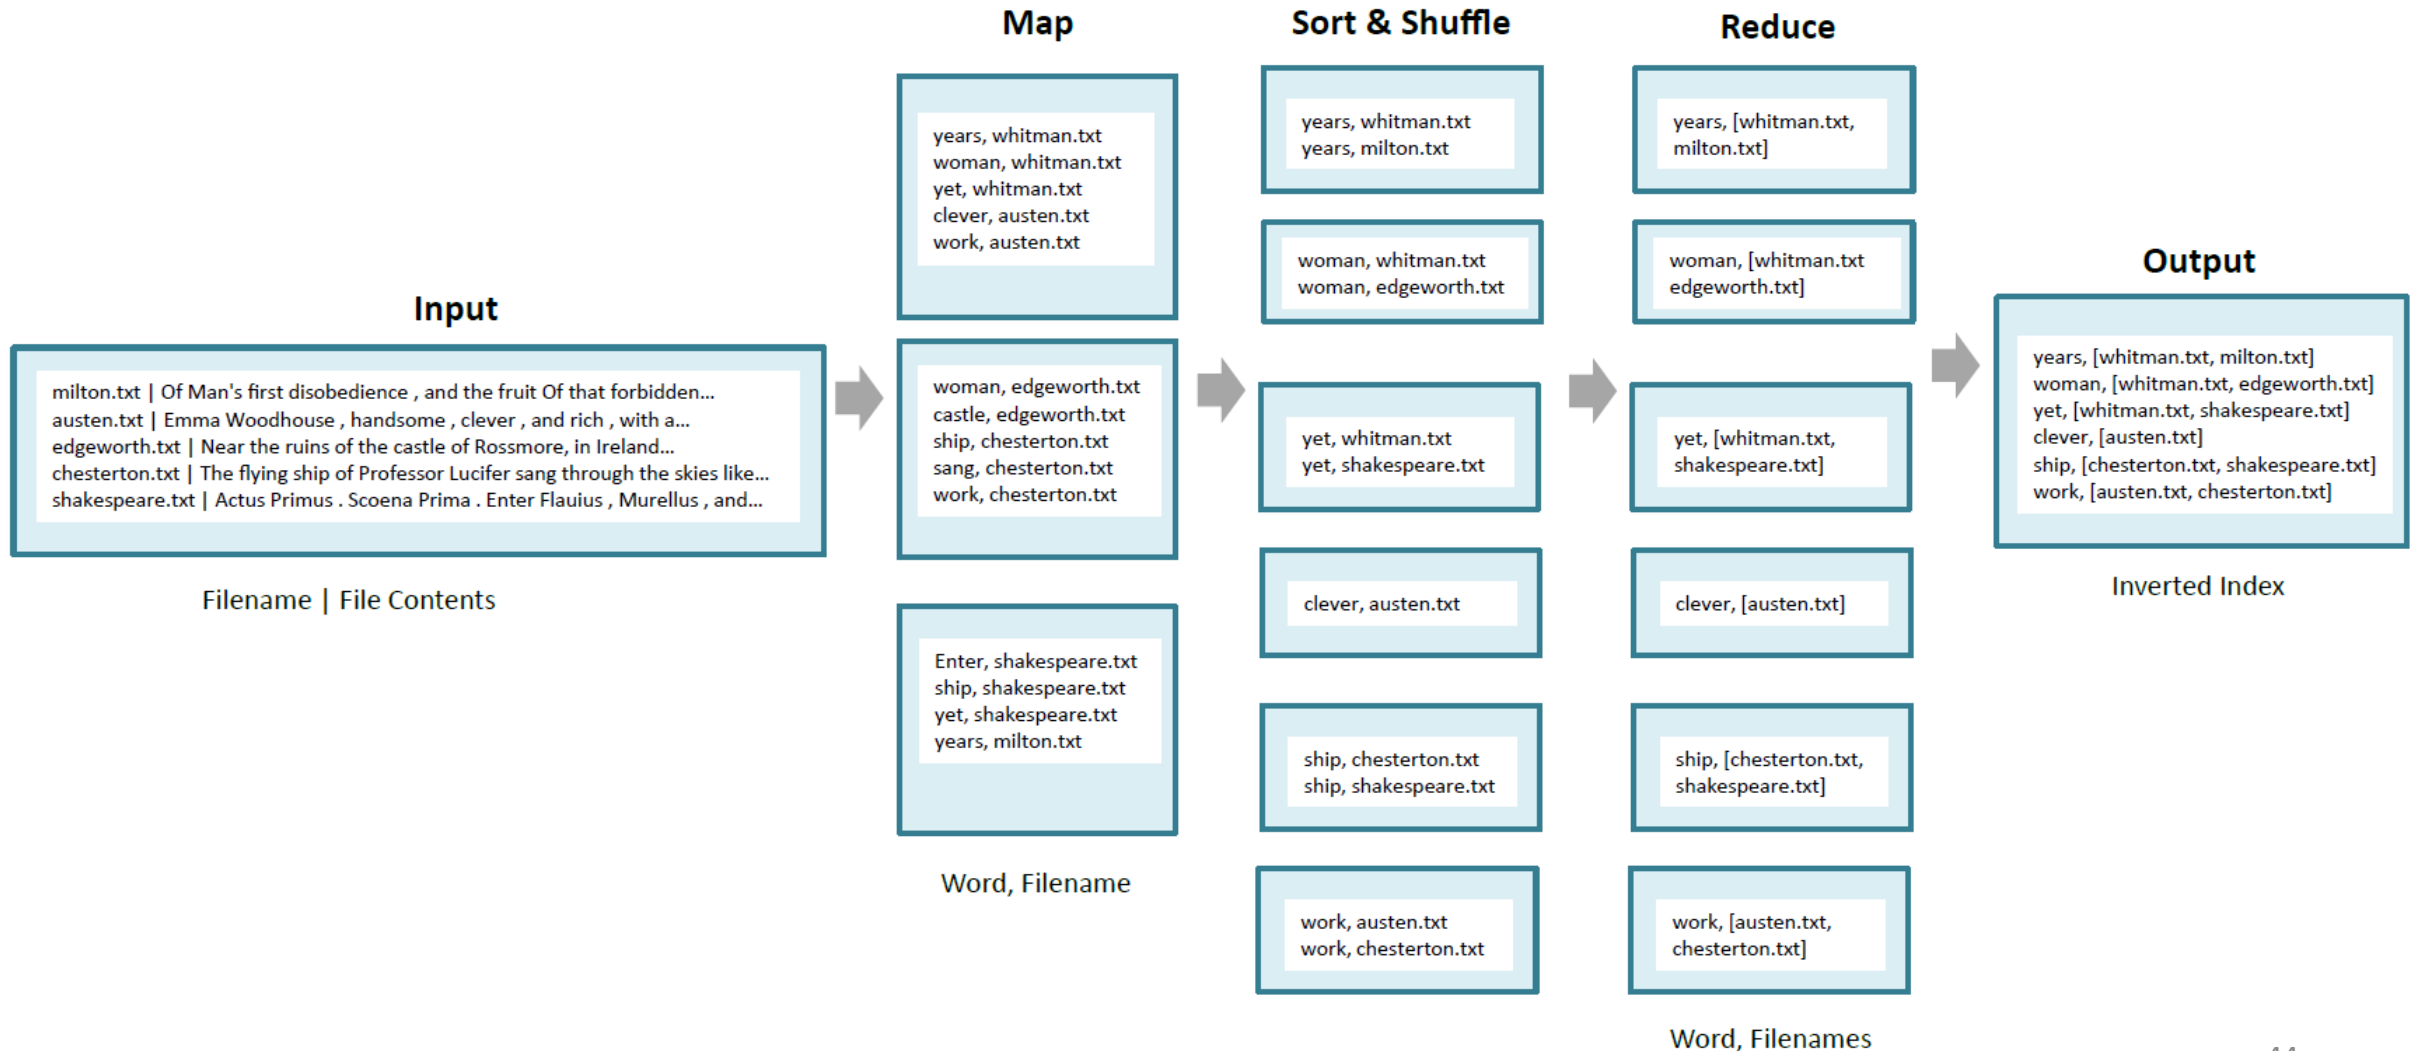 Input
milton.txt | Of Man's first disobedience , and the fruit Of that forbidden...
austen.txt | Emma Woodhouse , handsome , clever , and rich , with a...
edgeworth.txt | Near the ruins of the castle of Rossmore, in Ireland...
chesterton.txt | The flying ship of Professor Lucifer sang through the skies like...
shakespeare.txt | Actus Primus . Scoena Prima . Enter Flauius , Murellus , and...
Filename | File Contents
Map
years, whitman.txt
woman, whitman.txt
yet, whitman.txt
clever, austen.txt
work, austen.txt
woman, edgeworth.txt
castle, edgeworth.txt
ship, chesterton.txt
sang, chesterton.txt
work, chesterton.txt
Enter, shakespeare.txt
ship, shakespeare.txt
yet, shakespeare.txt
years, milton.txt
Word, Filename
Sort & Shuffle
years, whitman.txt
years, milton.txt
woman, whitman.txt
woman, edgeworth.txt
yet, whitman.txt
yet, shakespeare.txt
clever, austen.txt
ship, chesterton.txt
ship, shakespeare.txt
work, austen.txt
work, chesterton.txt
Reduce
years, [whitman.txt,
milton.txt]
woman, [whitman.txt
edgeworth.txt]
yet, [whitman.txt,
shakespeare.txt]
clever, [austen.txt]
ship, [chesterton.txt,
shakespeare.txt]
work, [austen.txt,
chesterton.txt]
Word, Filenames
Output
years, [whitman.txt, milton.txt]
woman, [whitman.txt, edgeworth.txt]
yet, [whitman.txt, shakespeare.txt]
clever, [austen.txt]
ship, [chesterton.txt, shakespeare.txt]
work, [austen.txt, chesterton.txt]
Inverted Index